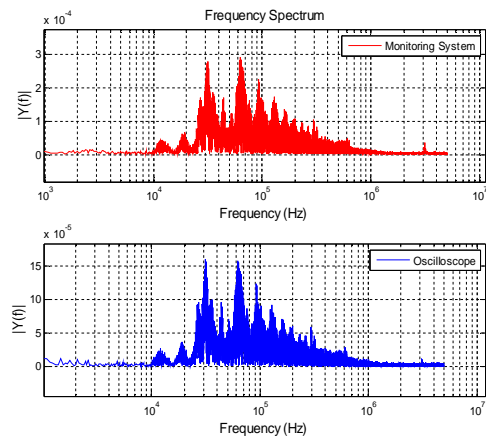 Frequency Spectrum
x 10^-4
Monitoring System
|Y(f)|
3
2
1
0
10^3 10^4 10^5 10^6 10^7
Frequency (Hz)
x 10^-5
Oscilloscope
|Y(f)|
15
10
5
0
10^4 10^5 10^6 10^7
Frequency (Hz)